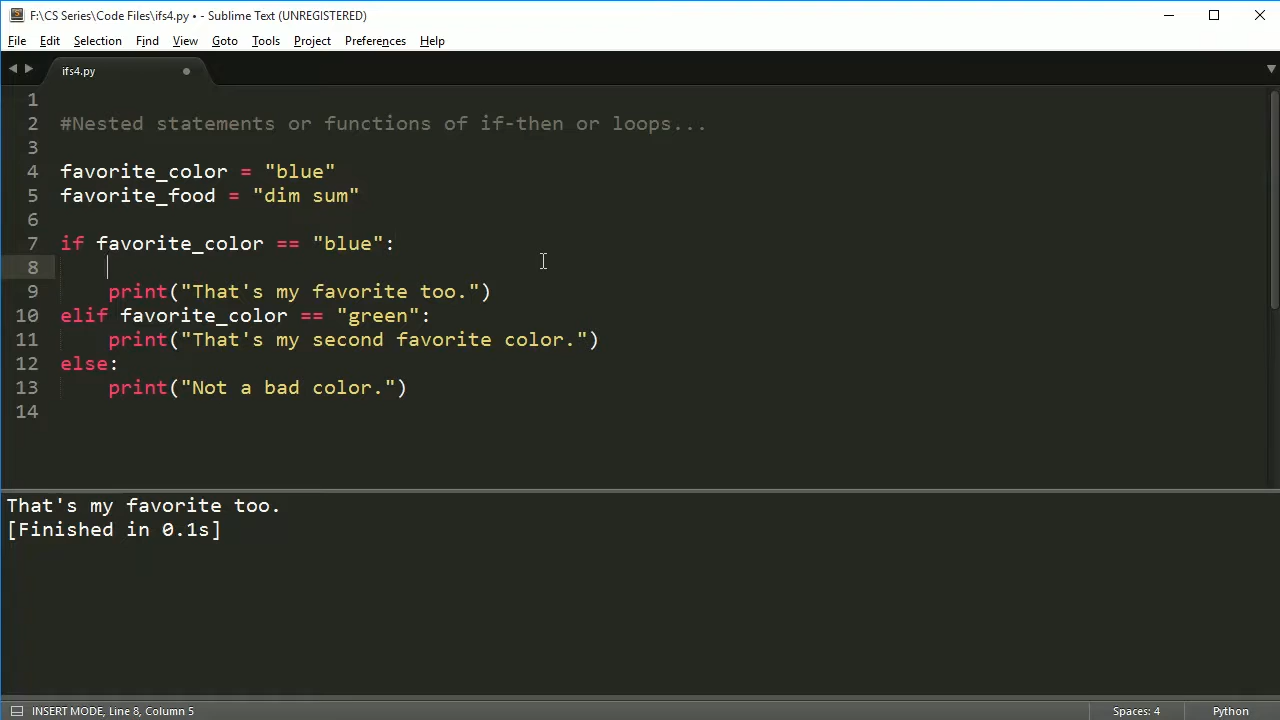 F:\CS Series\Code Files\ifs4.py • - Sublime Text (UNREGISTERED)
File Edit Selection Find View Goto Tools Project Preferences Help
ifs4.py
1
2 #Nested statements or functions of if-then or loops...
3
4 favorite_color = "blue"
5 favorite_food = "dim sum"
6
7 if favorite_color == "blue":
8
9     print("That's my favorite too.")
10 elif favorite_color == "green":
11     print("That's my second favorite color.")
12 else:
13     print("Not a bad color.")
14
That's my favorite too.
[Finished in 0.1s]
INSERT MODE, Line 8, Column 5 Spaces: 4 Python